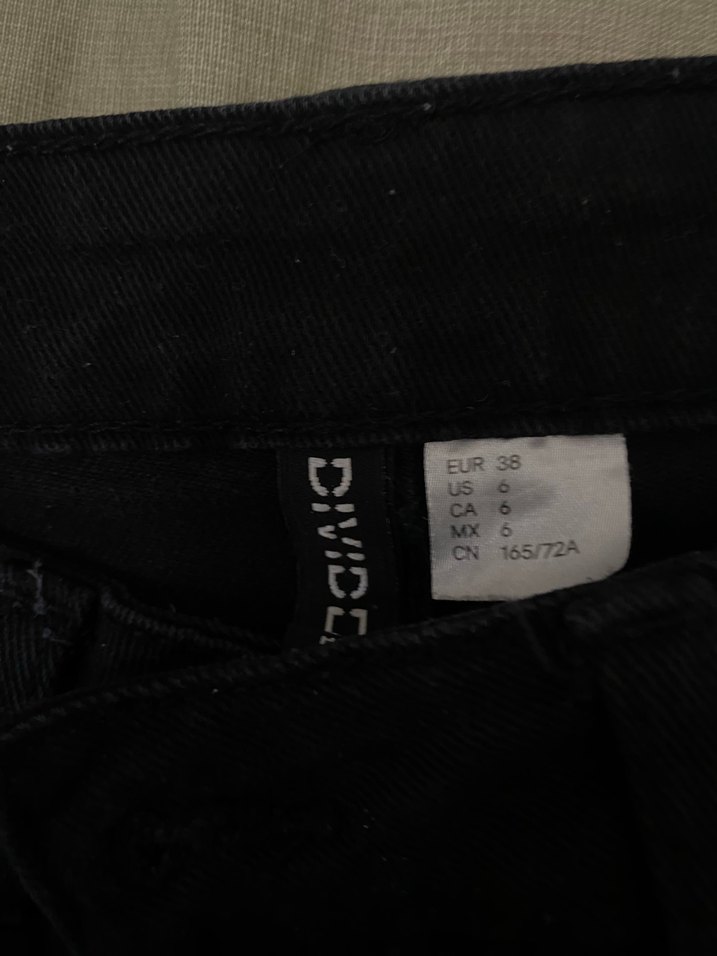 DIVIDE
EUR 38
US 6
CA 6
MX 6
CN 165/72A